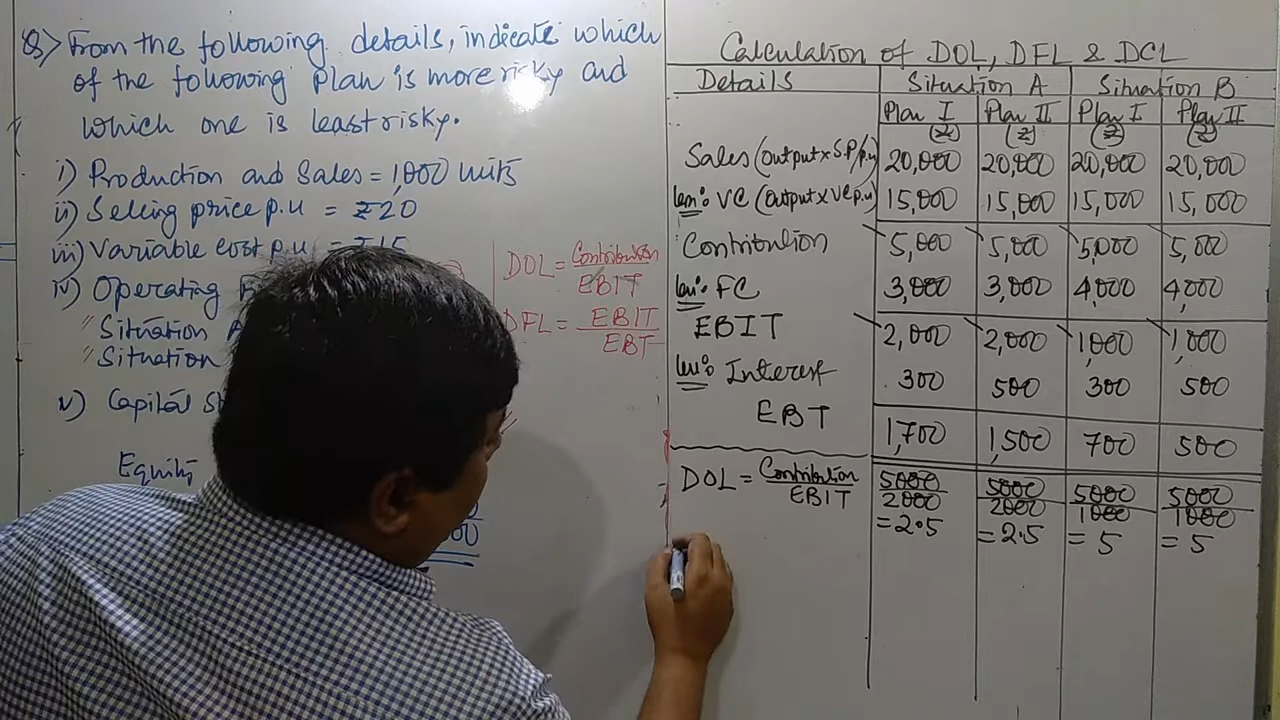 Q> From the following details, indicate which
of the following plan is more risky and
which one is least risky.
i) Production and Sales = 1,000 units
ii) Selling price p.u = ₹20
iii) Variable cost p.u = ₹15
iv) Operating
" Situation A
" Situation
v) Capital
Equity
DOL = Contribution
EBIT
DFL = EBIT
EBT
Calculation of DOL, DFL & DCL
Details Situation A Situation B
Plan I Plan II Plan I Plan II
(₹) (₹) (₹) (₹)
Sales (output x S.P/p.u) 20,000 20,000 20,000 20,000
Less: VC (output x VC p.u) 15,000 15,000 15,000 15,000
Contribution 5,000 5,000 5,000 5,000
Less: FC 3,000 3,000 4,000 4,000
EBIT 2,000 2,000 1,000 1,000
Less: Interest 300 500 300 500
EBT 1,700 1,500 700 500
DOL = Contribution 5000 5000 5000 5000
EBIT 2000 2000 1000 1000
= 2.5 = 2.5 = 5 = 5